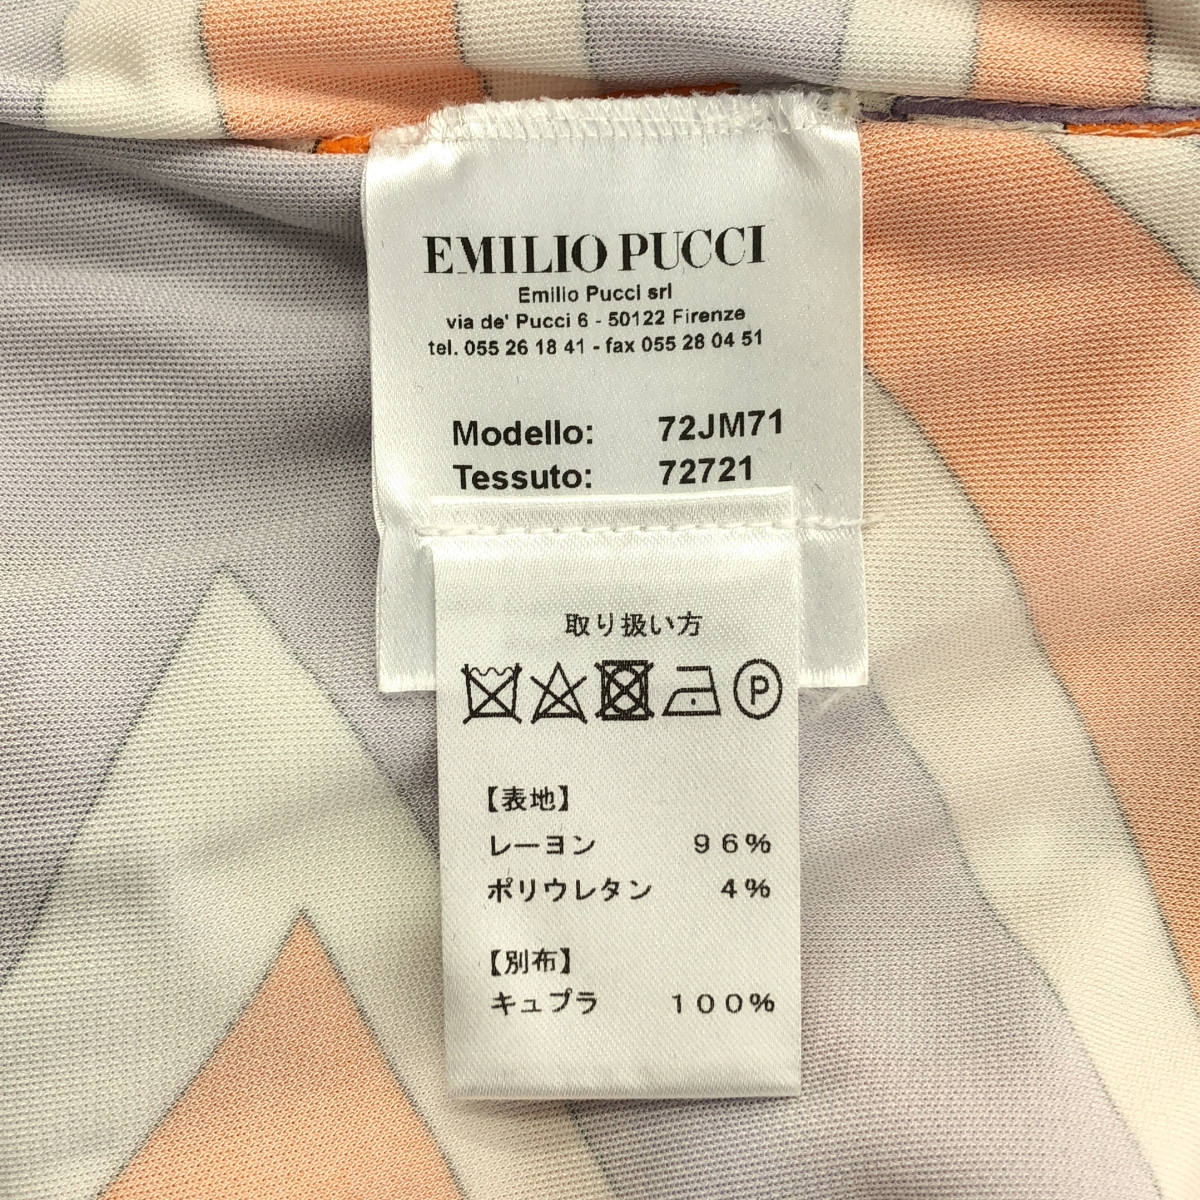 EMILIO PUCCI
Emilio Pucci srl
via de' Pucci 6 - 50122 Firenze
tel. 055 26 18 41 - fax 055 28 04 51
Modello: 72JM71
Tessuto: 72721
取り扱い方
P
【表地】
レーヨン 96%
ポリウレタン 4%
【別布】
キュプラ 100%